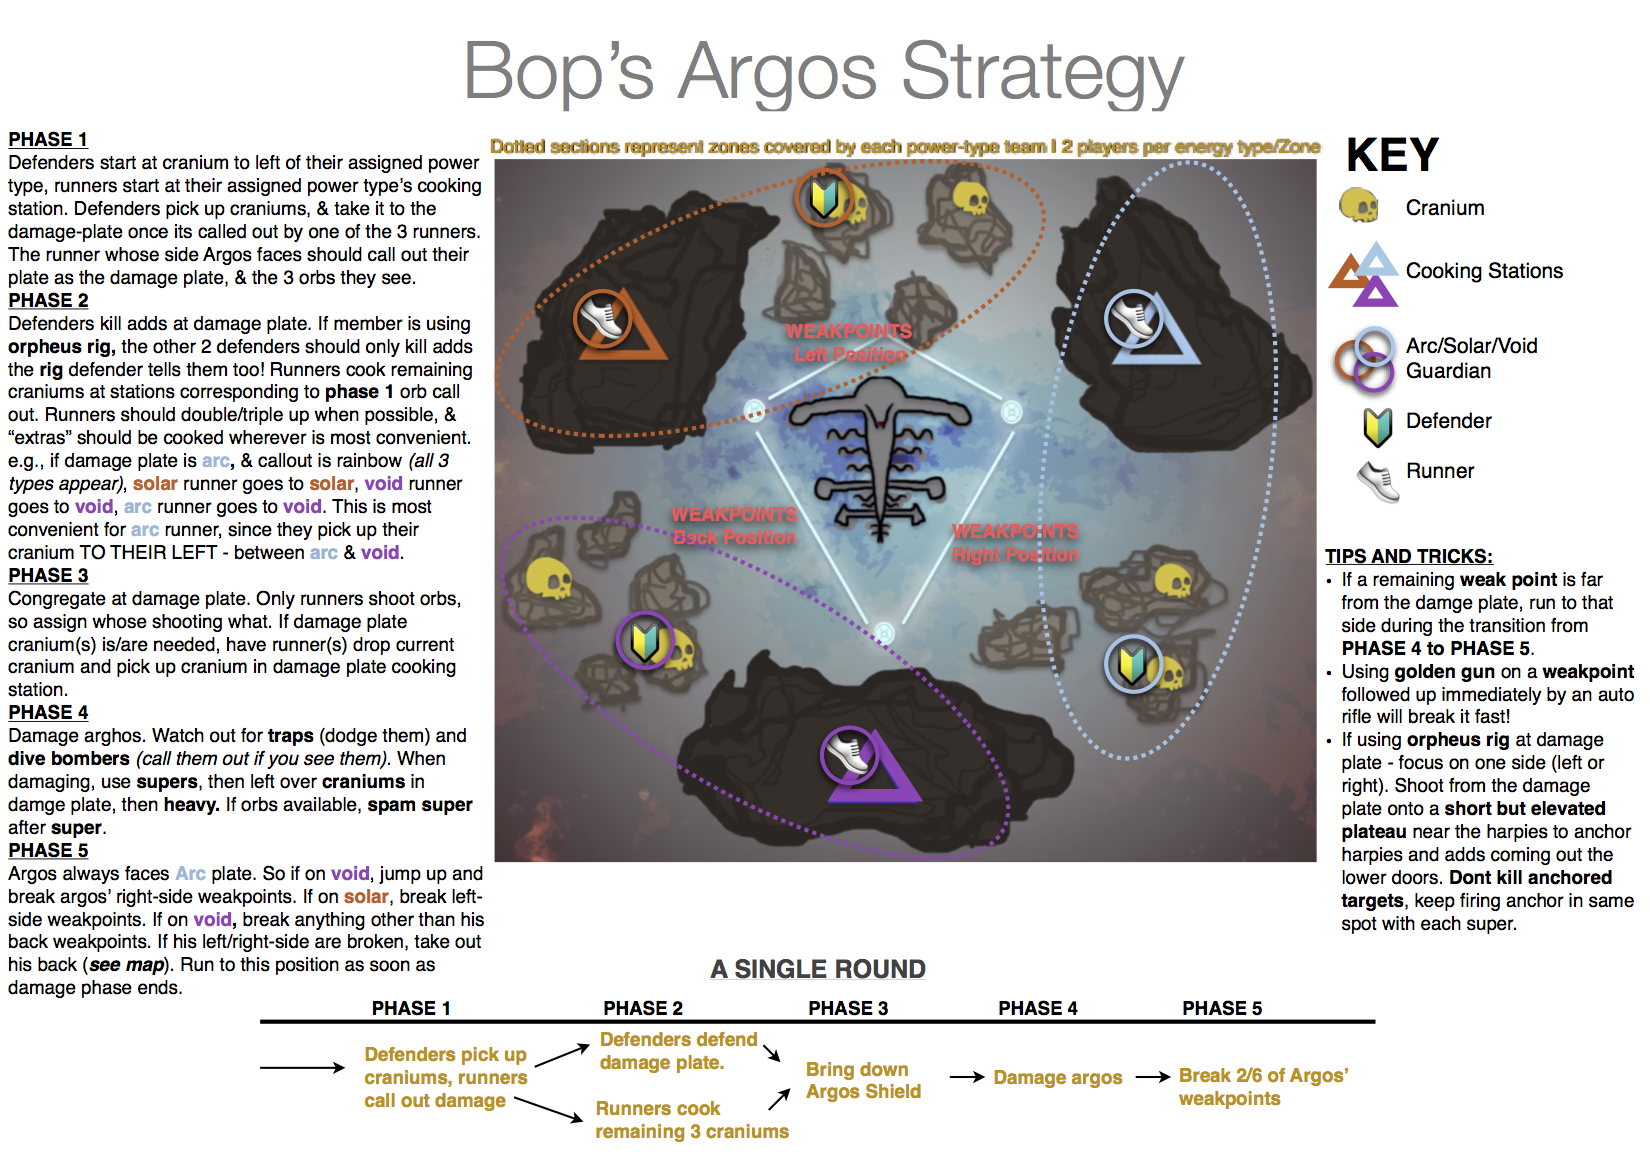 Bop’s Argos Strategy
PHASE 1
Defenders start at cranium to left of their assigned power
type, runners start at their assigned power type’s cooking
station. Defenders pick up craniums, & take it to the
damage-plate once its called out by one of the 3 runners.
The runner whose side Argos faces should call out their
plate as the damage plate, & the 3 orbs they see.
PHASE 2
Defenders kill adds at damage plate. If member is using
orpheus rig, the other 2 defenders should only kill adds
the rig defender tells them too! Runners cook remaining
craniums at stations corresponding to phase 1 orb call
out. Runners should double/triple up when possible, &
“extras” should be cooked wherever is most convenient.
e.g., if damage plate is arc, & callout is rainbow (all 3
types appear), solar runner goes to solar, void runner
goes to void, arc runner goes to void. This is most
convenient for arc runner, since they pick up their
cranium TO THEIR LEFT - between arc & void.
PHASE 3
Congregate at damage plate. Only runners shoot orbs,
so assign whose shooting what. If damage plate
cranium(s) is/are needed, have runner(s) drop current
cranium and pick up cranium in damage plate cooking
station.
PHASE 4
Damage arghos. Watch out for traps (dodge them) and
dive bombers (call them out if you see them). When
damaging, use supers, then left over craniums in
damge plate, then heavy. If orbs available, spam super
after super.
PHASE 5
Argos always faces Arc plate. So if on void, jump up and
break argos’ right-side weakpoints. If on solar, break left-
side weakpoints. If on void, break anything other than his
back weakpoints. If his left/right-side are broken, take out
his back (see map). Run to this position as soon as
damage phase ends.
Dotted sections represent zones covered by each power-type team I 2 players per energy type/Zone
WEAKPOINTS
Left Position
WEAKPOINTS
Back Position
WEAKPOINTS
Right Position
KEY
Cranium
Cooking Stations
Arc/Solar/Void
Guardian
Defender
Runner
TIPS AND TRICKS:
• If a remaining weak point is far
from the damge plate, run to that
side during the transition from
PHASE 4 to PHASE 5.
• Using golden gun on a weakpoint
followed up immediately by an auto
rifle will break it fast!
• If using orpheus rig at damage
plate - focus on one side (left or
right). Shoot from the damage
plate onto a short but elevated
plateau near the harpies to anchor
harpies and adds coming out the
lower doors. Dont kill anchored
targets, keep firing anchor in same
spot with each super.
A SINGLE ROUND
PHASE 1 PHASE 2 PHASE 3 PHASE 4 PHASE 5
Defenders pick up
craniums, runners
call out damage
Defenders defend
damage plate.
Runners cook
remaining 3 craniums
Bring down
Argos Shield
Damage argos
Break 2/6 of Argos’
weakpoints